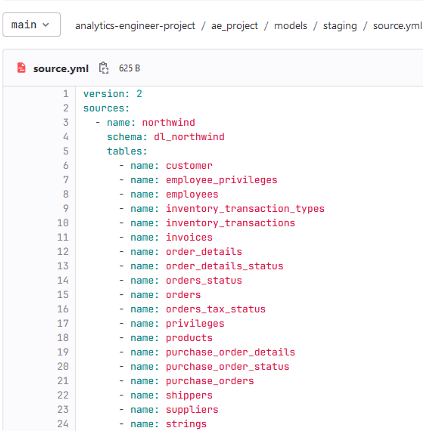 main
analytics-engineer-project / ae_project / models / staging / source.yml
source.yml 625 B
1 version: 2
2 sources:
3   - name: northwind
4     schema: dl_northwind
5     tables:
6       - name: customer
7       - name: employee_privileges
8       - name: employees
9       - name: inventory_transaction_types
10       - name: inventory_transactions
11       - name: invoices
12       - name: order_details
13       - name: order_details_status
14       - name: orders_status
15       - name: orders
16       - name: orders_tax_status
17       - name: privileges
18       - name: products
19       - name: purchase_order_details
20       - name: purchase_order_status
21       - name: purchase_orders
22       - name: shippers
23       - name: suppliers
24       - name: strings